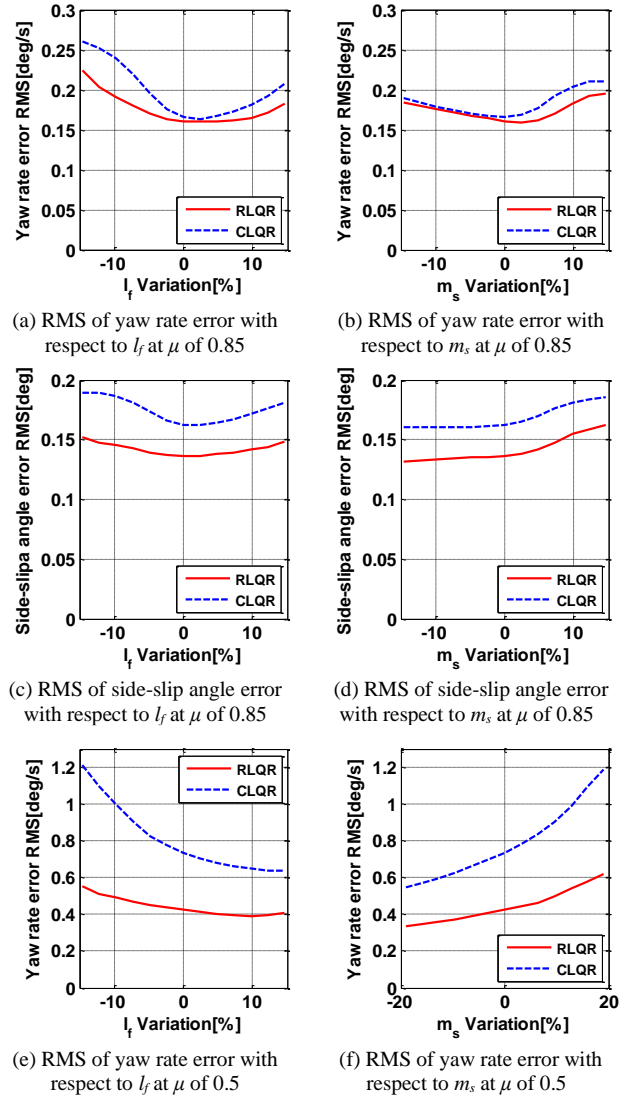 0.3
0.25
0.2
0.15
0.1
0.05
0
Yaw rate error RMS[deg/s]
RLQR
CLQR
-10 0 10
l_f Variation[%]
(a) RMS of yaw rate error with
respect to l_f at μ of 0.85
0.3
0.25
0.2
0.15
0.1
0.05
0
Yaw rate error RMS[deg/s]
RLQR
CLQR
-10 0 10
m_s Variation[%]
(b) RMS of yaw rate error with
respect to m_s at μ of 0.85
0.2
0.15
0.1
0.05
0
Side-slipa angle error RMS[deg]
RLQR
CLQR
-10 0 10
l_f Variation[%]
(c) RMS of side-slip angle error
with respect to l_f at μ of 0.85
0.2
0.15
0.1
0.05
0
Side-slipa angle error RMS[deg]
RLQR
CLQR
-10 0 10
m_s Variation[%]
(d) RMS of side-slip angle error
with respect to m_s at μ of 0.85
1.2
1
0.8
0.6
0.4
0.2
0
Yaw rate error RMS[deg/s]
RLQR
CLQR
-10 0 10
l_f Variation[%]
(e) RMS of yaw rate error with
respect to l_f at μ of 0.5
1.2
1
0.8
0.6
0.4
0.2
0
Yaw rate error RMS[deg/s]
RLQR
CLQR
-20 0 20
m_s Variation[%]
(f) RMS of yaw rate error with
respect to m_s at μ of 0.5